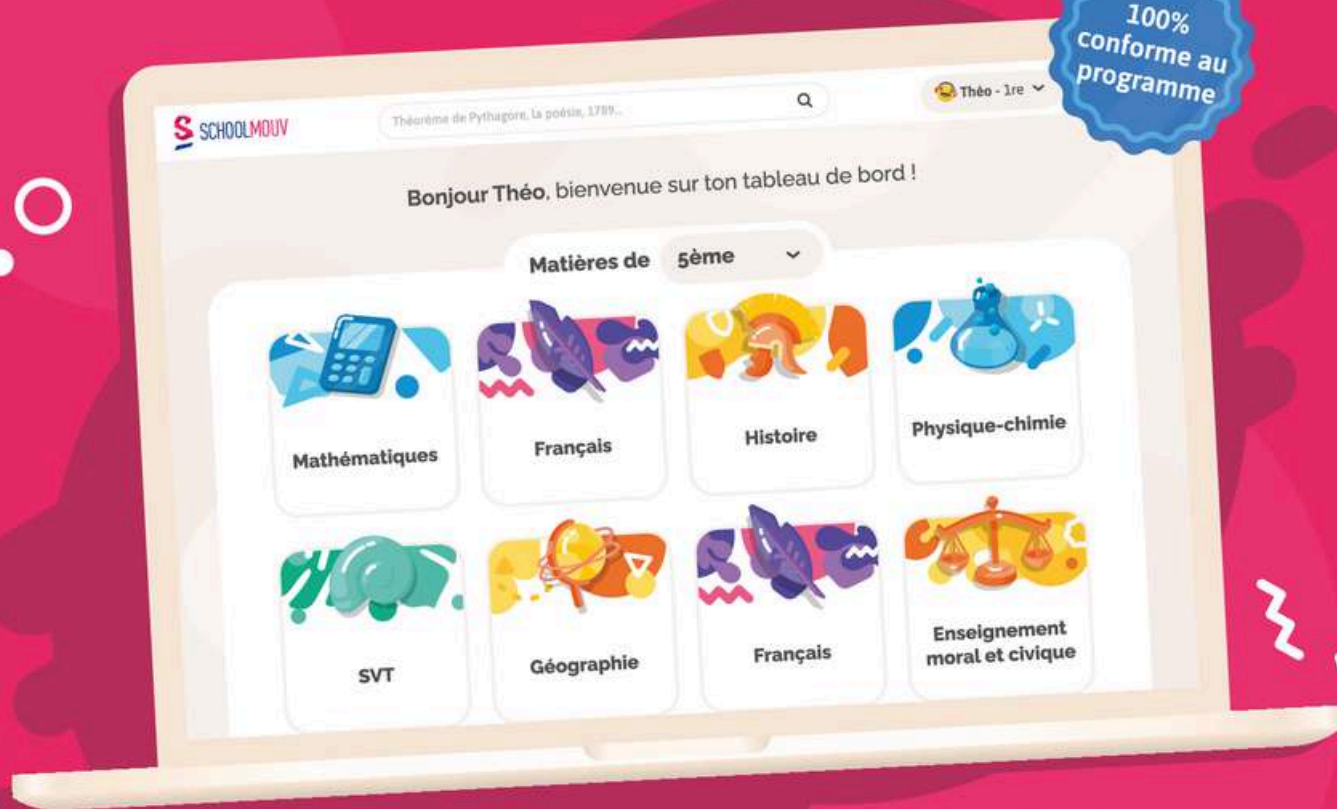 100%
conforme au
programme
SCHOOLMOUV
Théorème de Pythagore, la poésie, 1789...
Théo - 1re
Bonjour Théo, bienvenue sur ton tableau de bord !
Matières de 5ème
Mathématiques
Français
Histoire
Physique-chimie
SVT
Géographie
Français
Enseignement
moral et civique